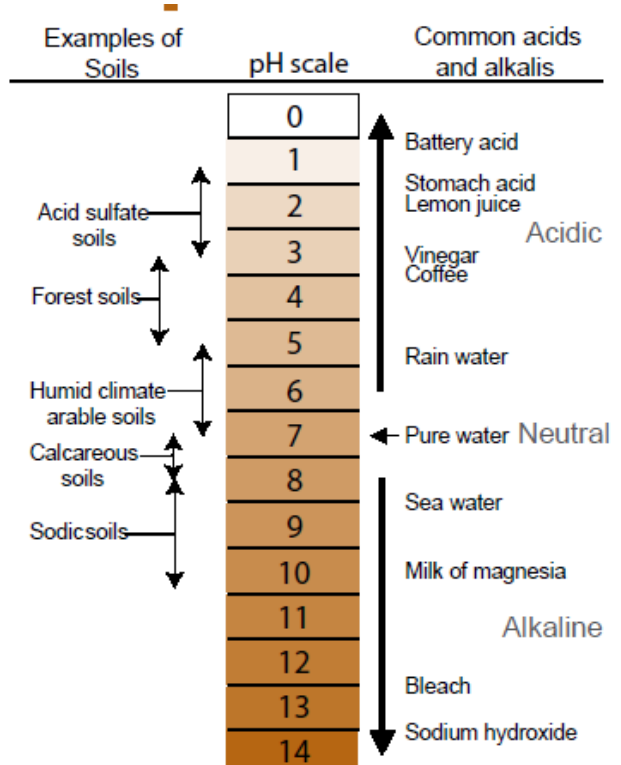 Examples of
Soils
pH scale
Common acids
and alkalis
0
Battery acid
1
Stomach acid
Lemon juice
2
Acid sulfate
soils
Acidic
3
Vinegar
Coffee
Forest soils
4
5
Rain water
Humid climate
arable soils
6
7
Pure water Neutral
Calcareous
soils
8
Sea water
Sodicsoils
9
10
Milk of magnesia
11
Alkaline
12
Bleach
13
Sodium hydroxide
14